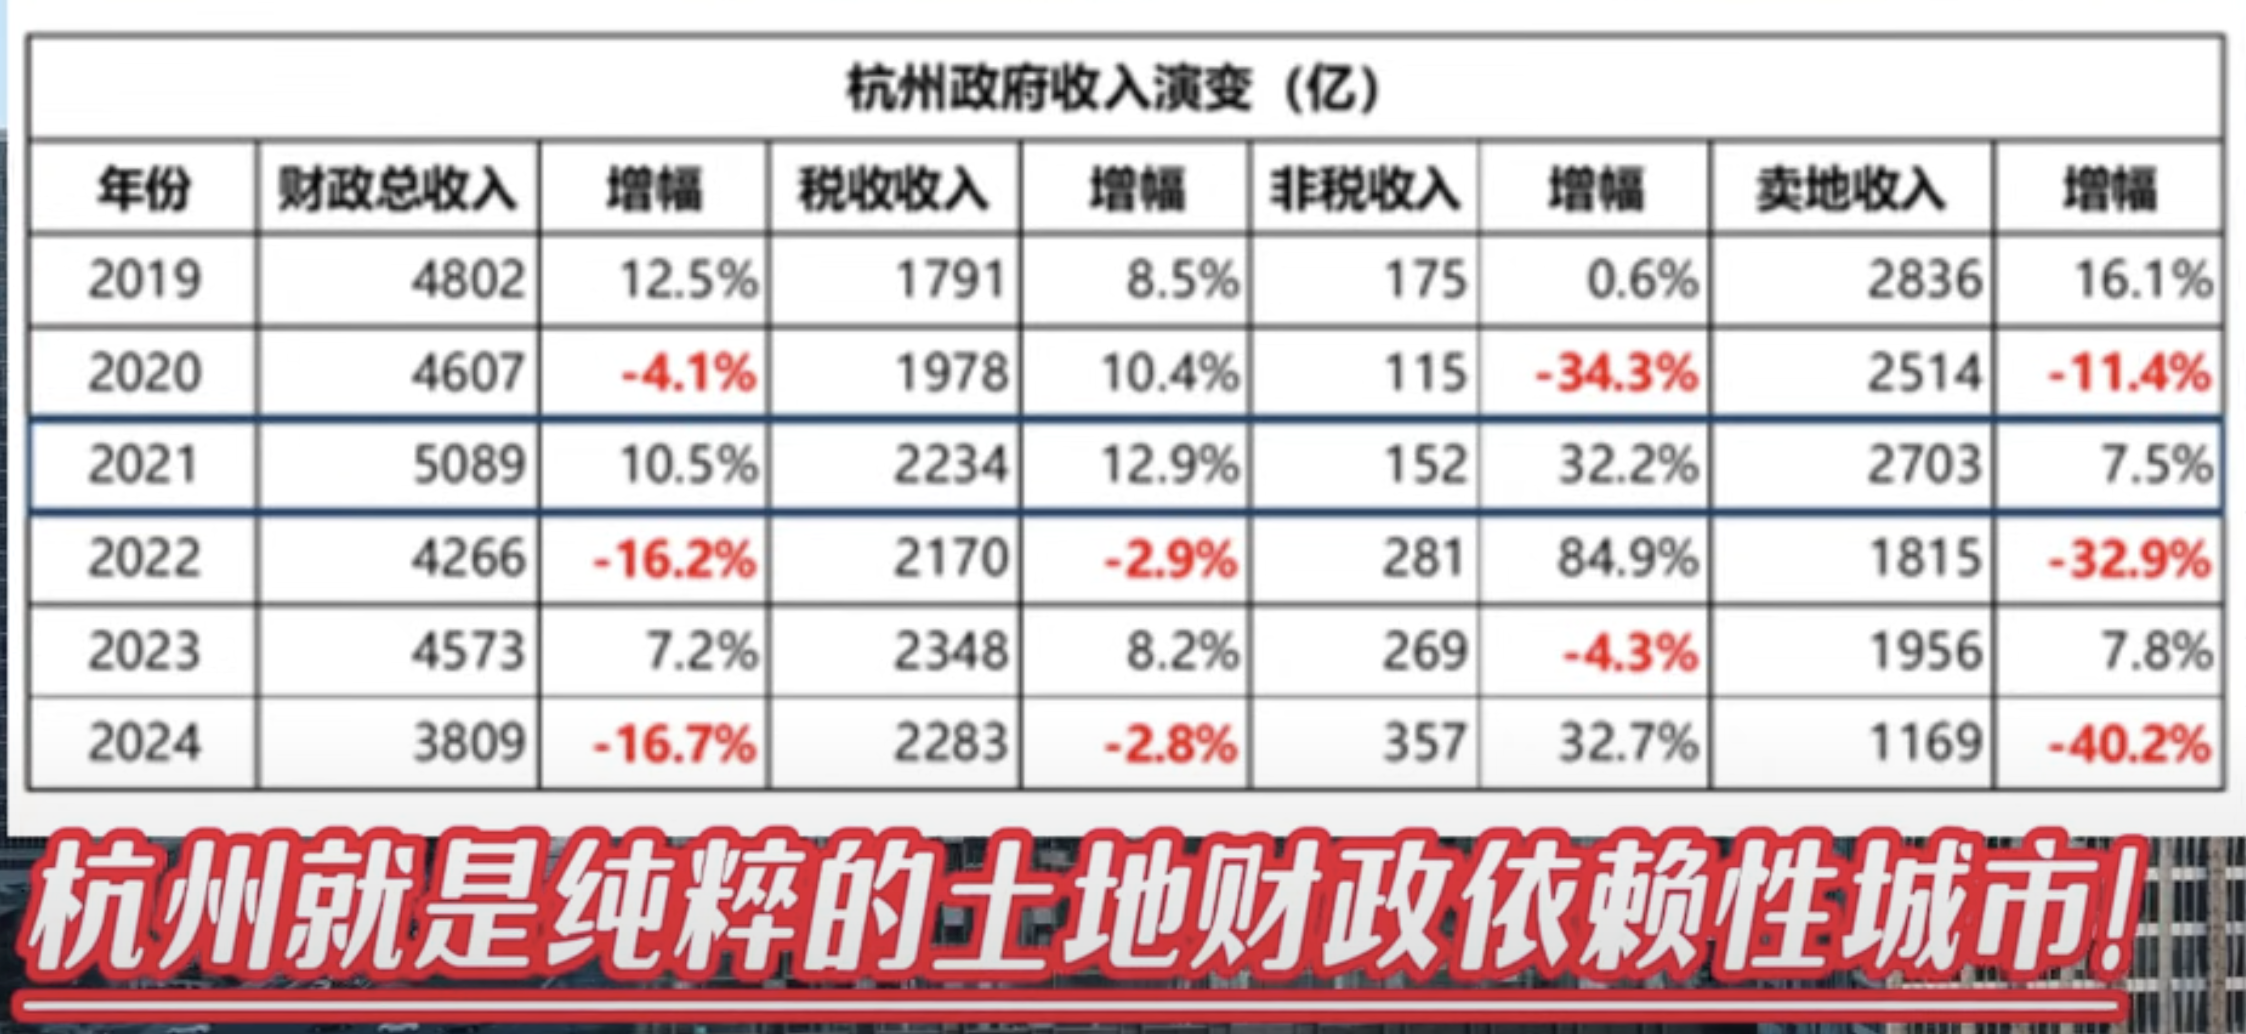 杭州政府收入演变（亿）
年份 财政总收入 增幅 税收收入 增幅 非税收入 增幅 卖地收入 增幅
2019 4802 12.5% 1791 8.5% 175 0.6% 2836 16.1%
2020 4607 -4.1% 1978 10.4% 115 -34.3% 2514 -11.4%
2021 5089 10.5% 2234 12.9% 152 32.2% 2703 7.5%
2022 4266 -16.2% 2170 -2.9% 281 84.9% 1815 -32.9%
2023 4573 7.2% 2348 8.2% 269 -4.3% 1956 7.8%
2024 3809 -16.7% 2283 -2.8% 357 32.7% 1169 -40.2%
杭州就是纯粹的土地财政依赖性城市!